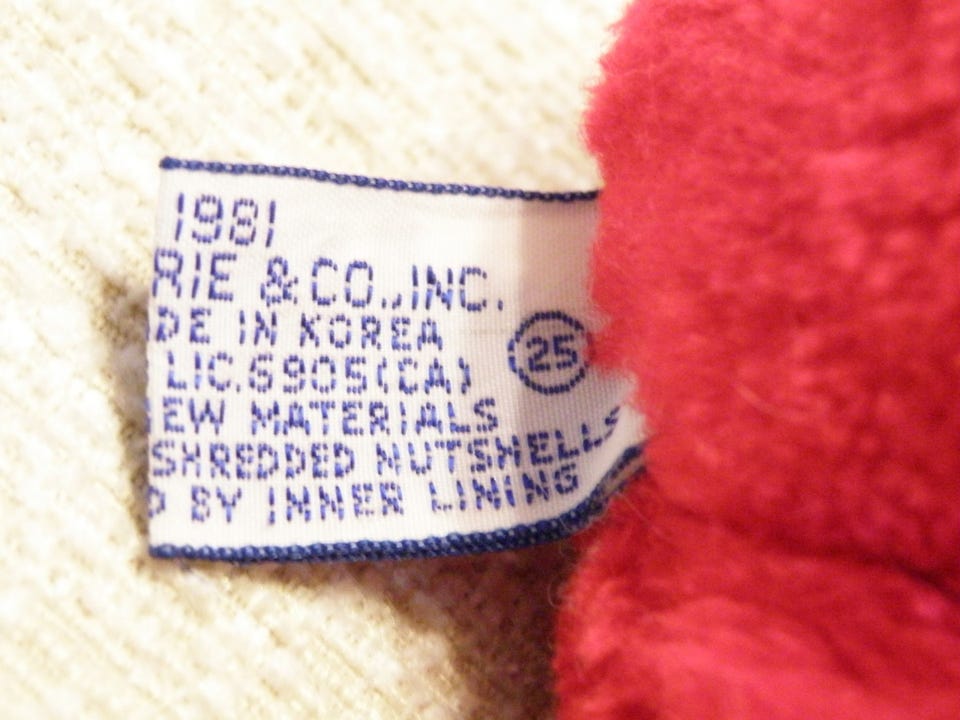 1981
RIE & CO., INC.
DE IN KOREA
25
LIC. 6905 (CA)
EW MATERIALS
SHREDDED NUTSHELLS
D BY INNER LINING